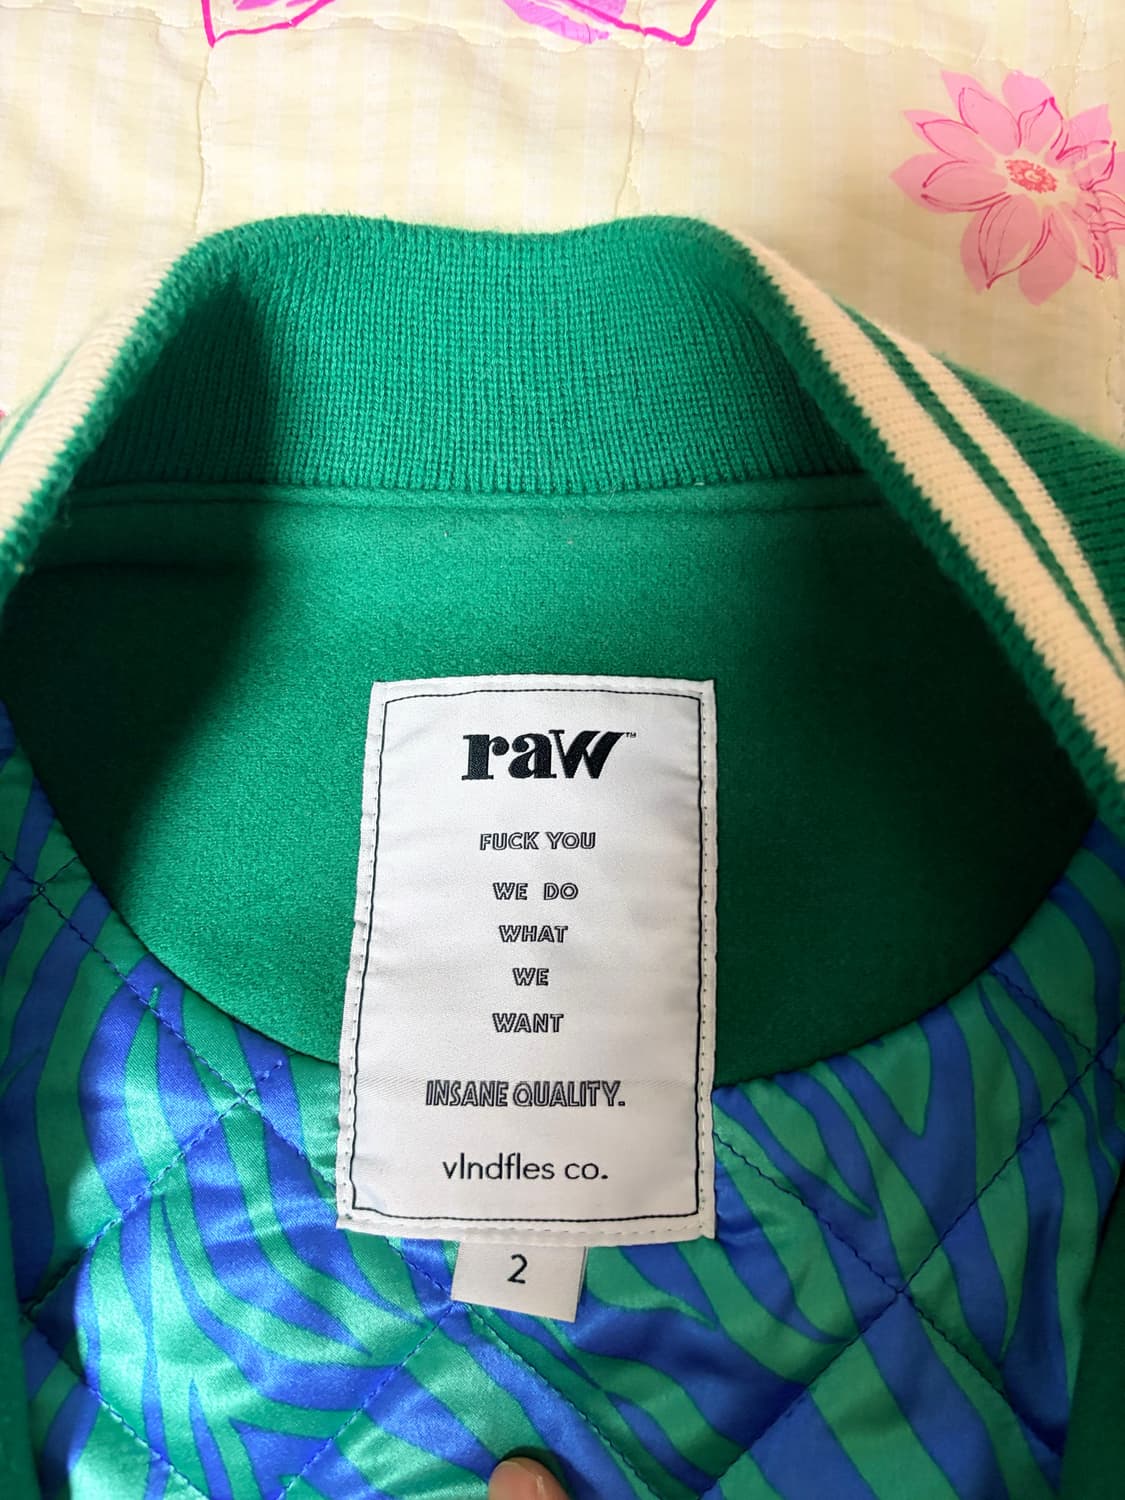 raw™
FUCK YOU
WE DO
WHAT
WE
WANT
INSANE QUALITY.
vlndfles co.
2